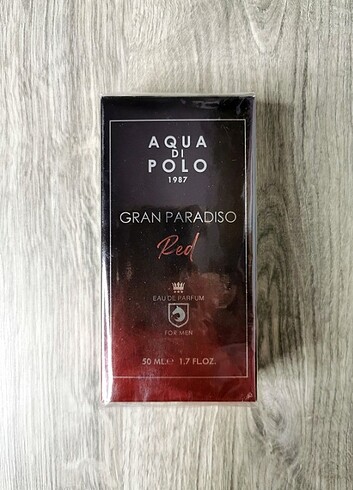 AQUA
DI
POLO
1987
GRAN PARADISO
Red
EAU DE PARFUM
FOR MEN
50 ML ℮ 1.7 FL.OZ.